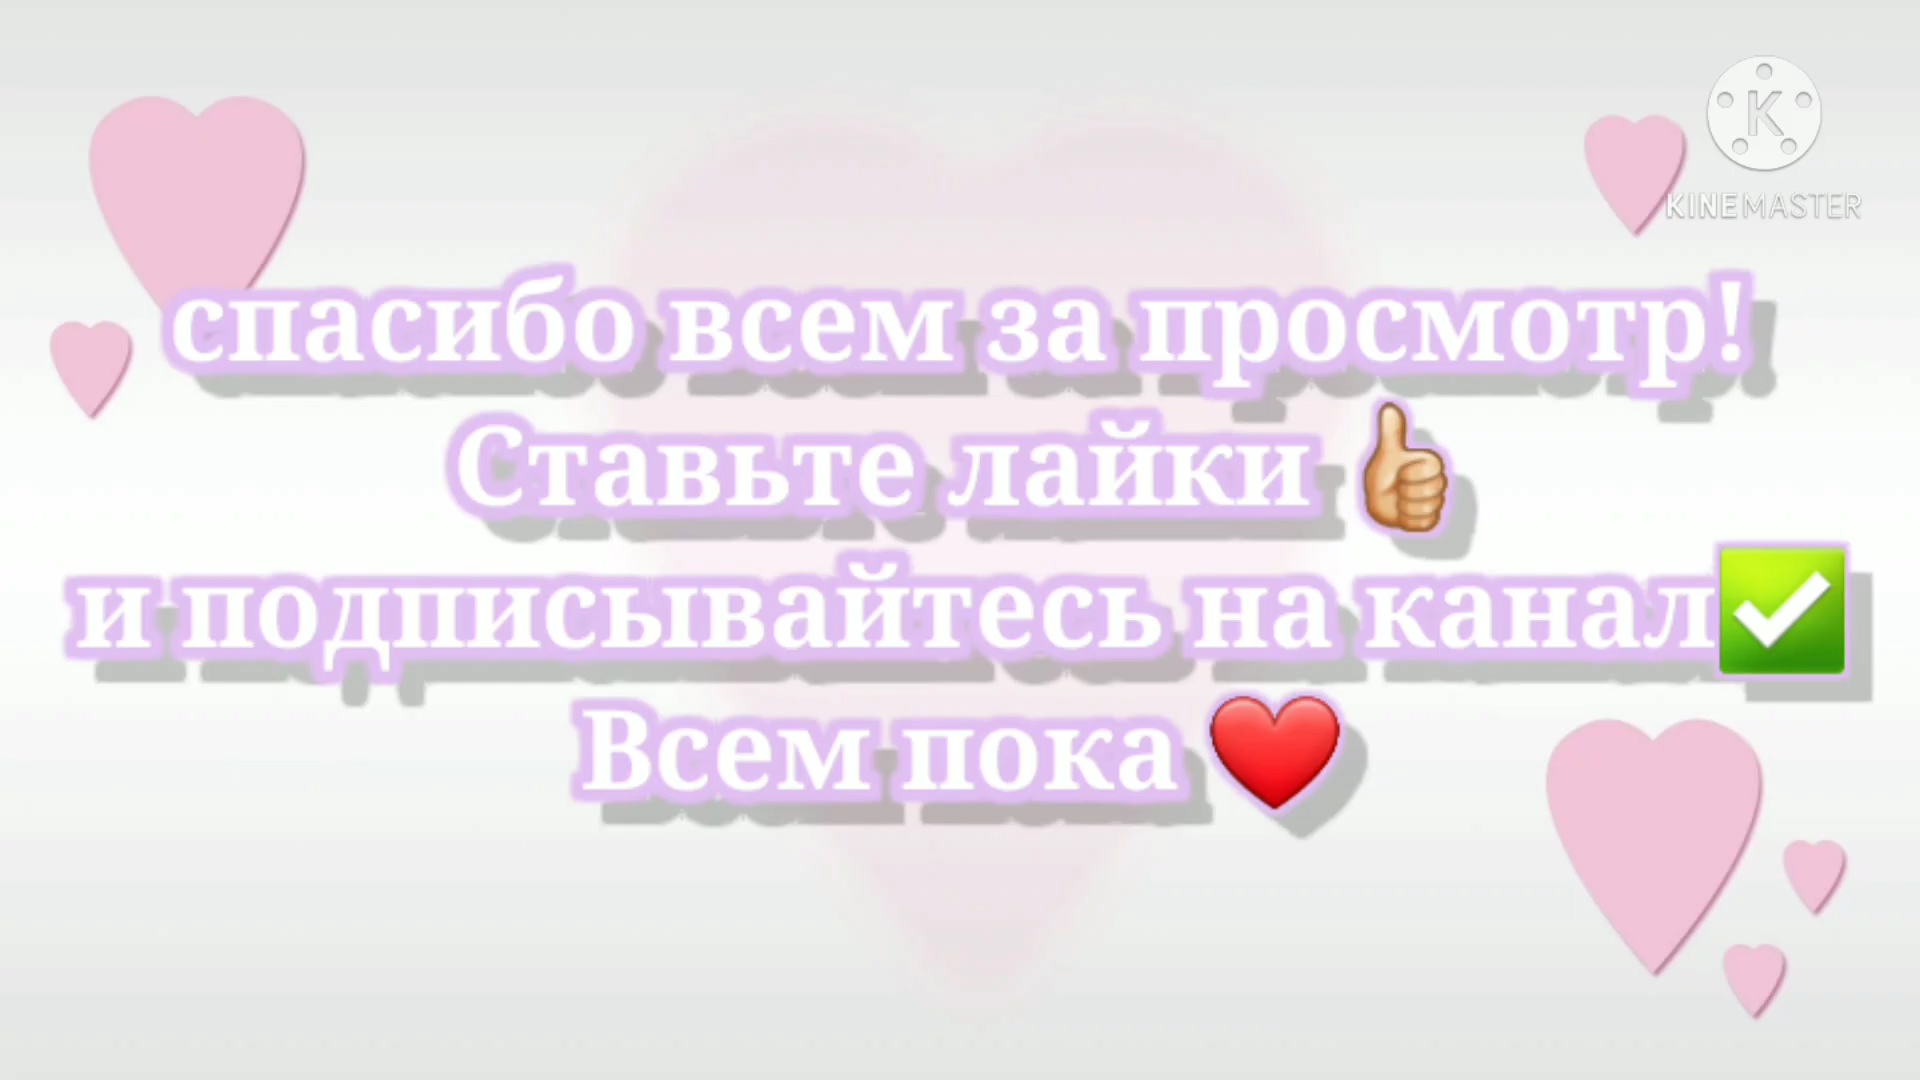 K
KINEMASTER
спасибо всем за просмотр!
Ставьте лайки 👍🏼
и подписывайтесь на канал✅
Всем пока ❤️